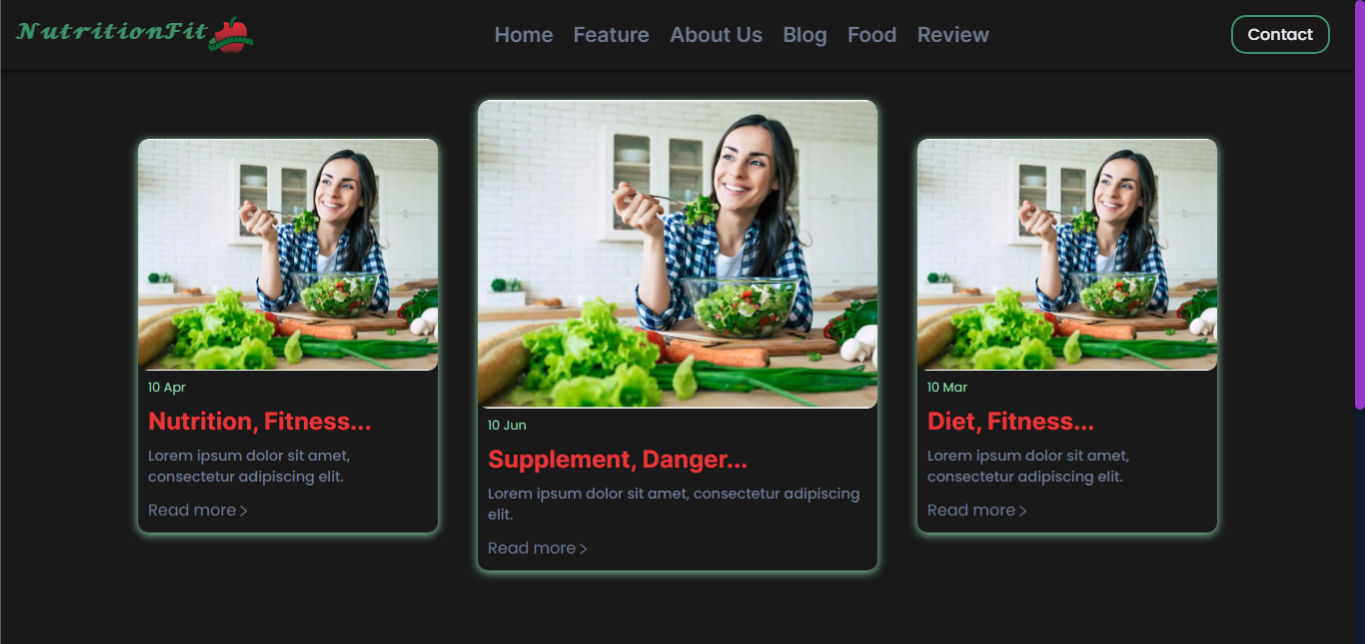 NutritionFit
Home Feature About Us Blog Food Review
Contact
10 Apr
Nutrition, Fitness...
Lorem ipsum dolor sit amet,
consectetur adipiscing elit.
Read more >
10 Jun
Supplement, Danger...
Lorem ipsum dolor sit amet, consectetur adipiscing
elit.
Read more >
10 Mar
Diet, Fitness...
Lorem ipsum dolor sit amet,
consectetur adipiscing elit.
Read more >